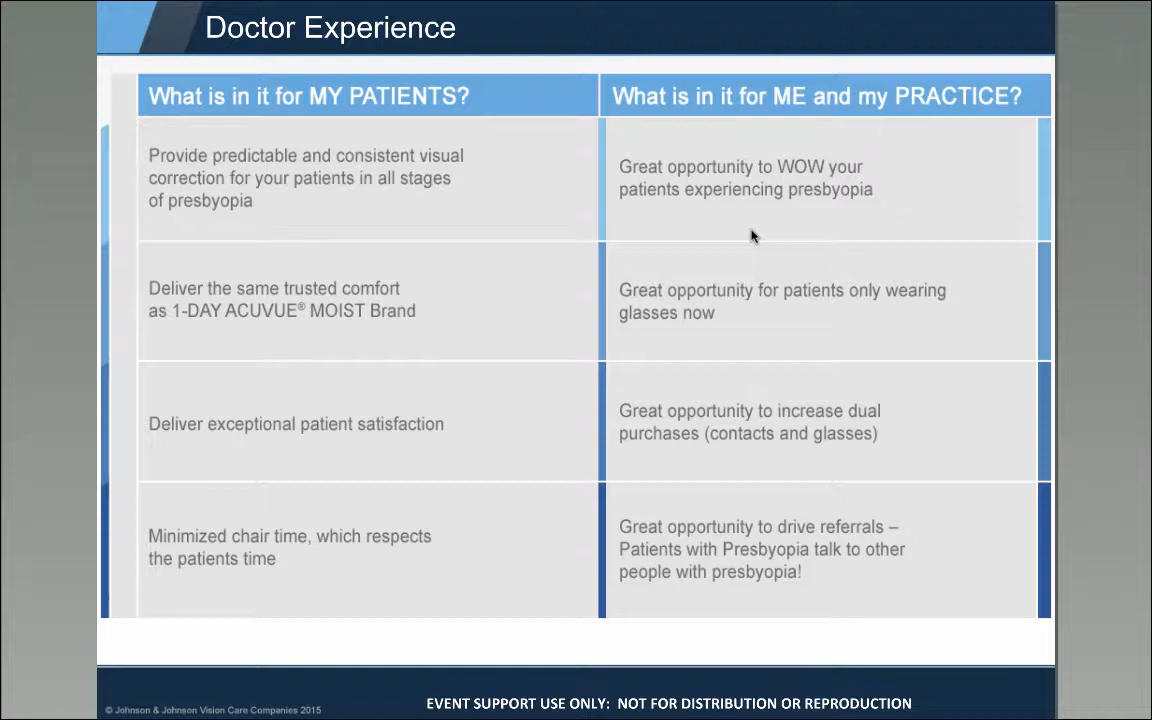 Doctor Experience
What is in it for MY PATIENTS?
What is in it for ME and my PRACTICE?
Provide predictable and consistent visual
correction for your patients in all stages
of presbyopia
Great opportunity to WOW your
patients experiencing presbyopia
Deliver the same trusted comfort
as 1-DAY ACUVUE® MOIST Brand
Great opportunity for patients only wearing
glasses now
Deliver exceptional patient satisfaction
Great opportunity to increase dual
purchases (contacts and glasses)
Minimized chair time, which respects
the patients time
Great opportunity to drive referrals –
Patients with Presbyopia talk to other
people with presbyopia!
© Johnson & Johnson Vision Care Companies 2015
EVENT SUPPORT USE ONLY: NOT FOR DISTRIBUTION OR REPRODUCTION